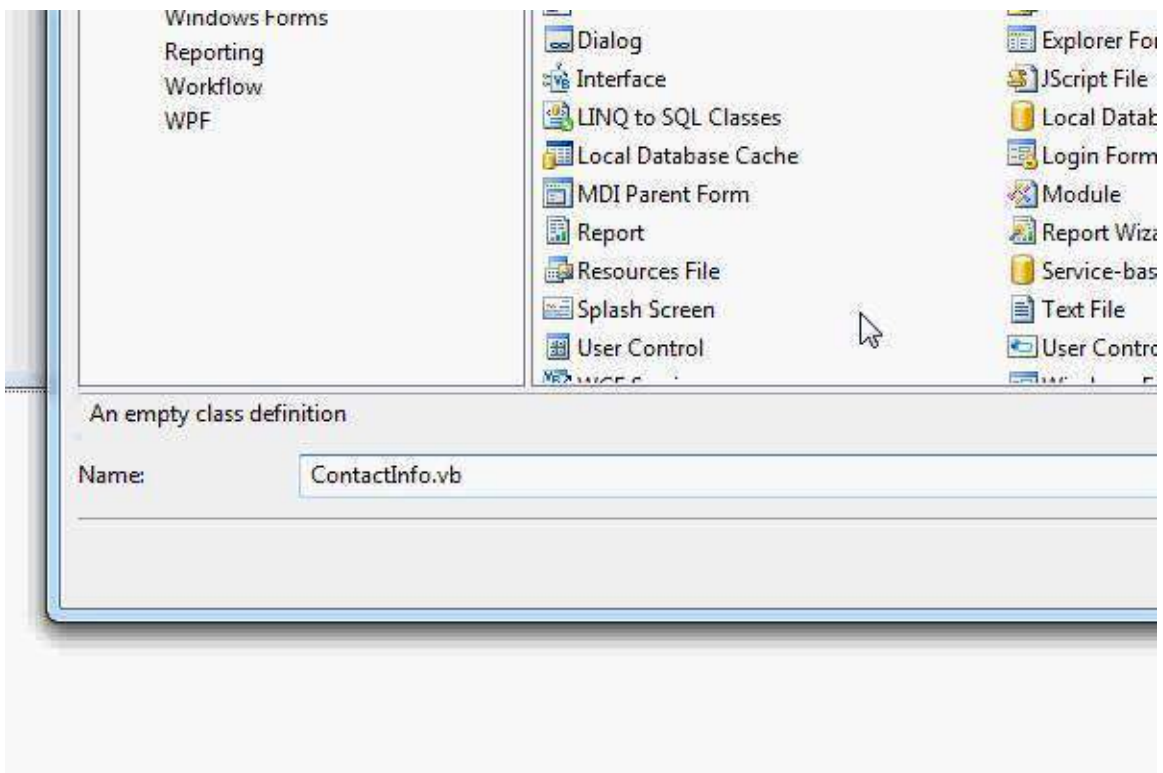 Windows Forms
Reporting
Workflow
WPF
Dialog
Interface
LINQ to SQL Classes
Local Database Cache
MDI Parent Form
Report
Resources File
Splash Screen
User Control
Explorer For
JScript File
Local Datab
Login Form
Module
Report Wiza
Service-bas
Text File
User Contro
An empty class definition
Name: ContactInfo.vb